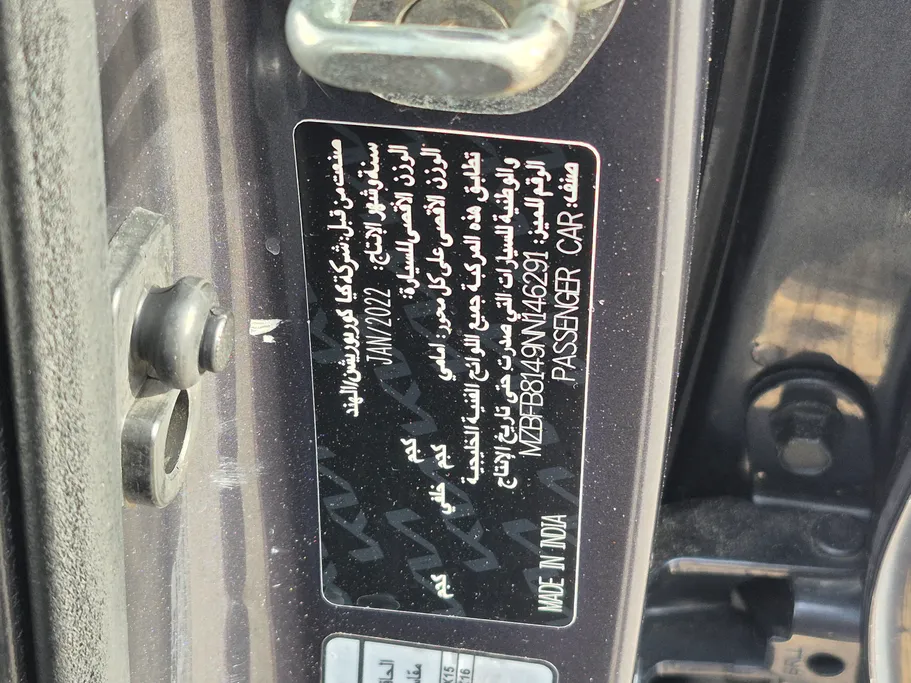 صنعت من قبل: شركة كيا كوربوريشن/الهند
سنة وشهر الإنتاج: JAN/2022
الوزن الأقصى للسيارة: كجم
الوزن الأقصى على كل محور: امامي كجم خلفي كجم
تطابق هذه المركبة جميع اللوائح الفنية الخليجية
والوطنية للسيارات التي صدرت حتى تاريخ الإنتاج
الرقم المميز: MZBFB8149NN146291
صنف: PASSENGER CAR
MADE IN INDIA